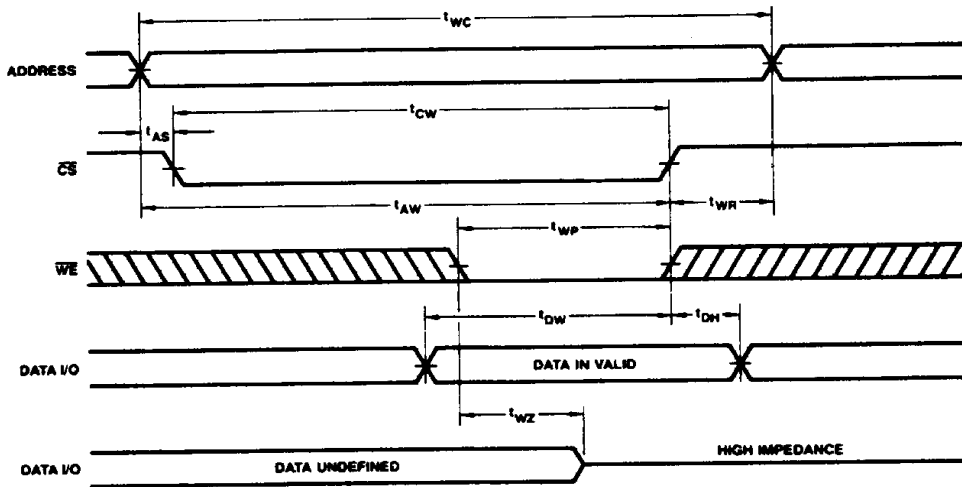 tWC
ADDRESS
tCW
tAS
CS
tAW
tWR
tWP
WE
tDW
tDH
DATA I/O
DATA IN VALID
tWZ
DATA I/O
DATA UNDEFINED
HIGH IMPEDANCE